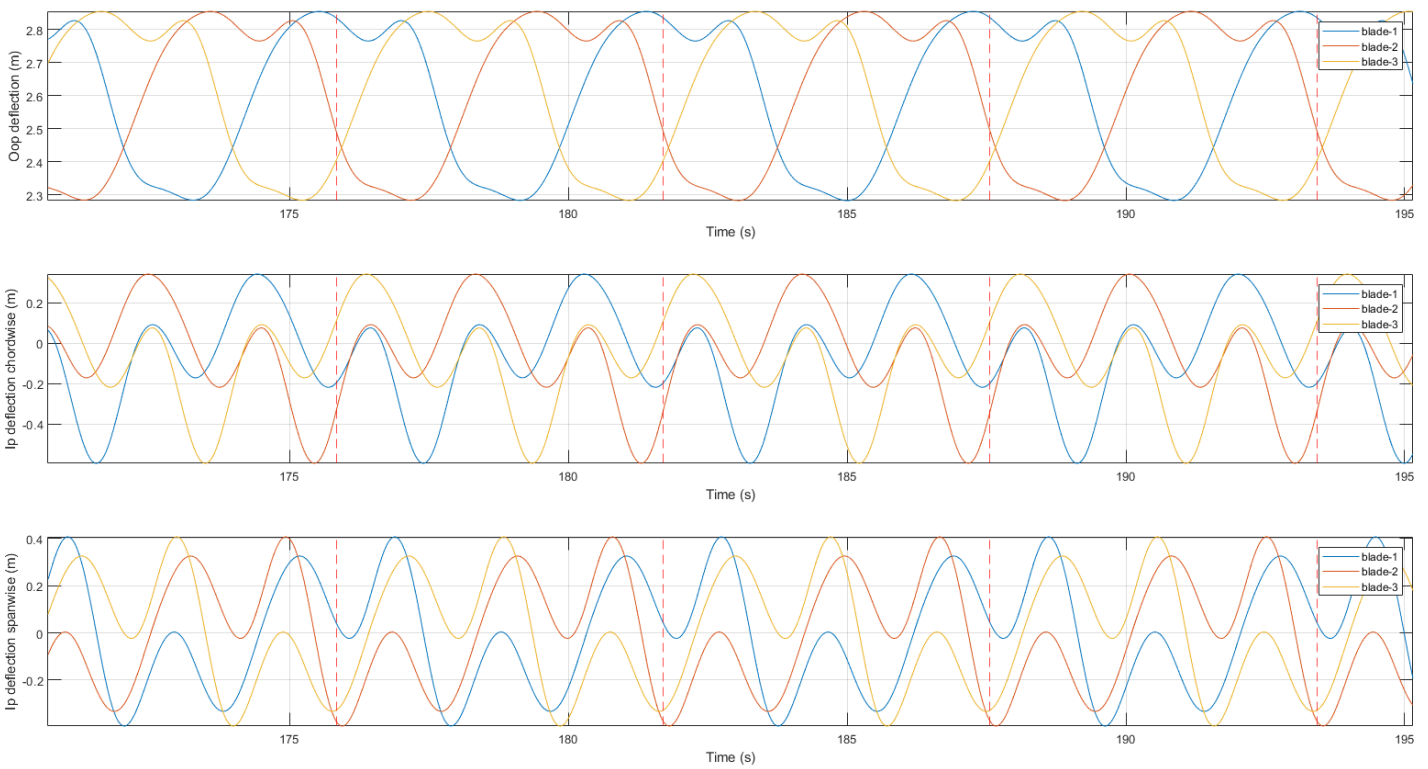 Oop deflection (m)
2.8
2.7
2.6
2.5
2.4
2.3
blade-1
blade-2
blade-3
175
180
185
190
195
Time (s)
Ip deflection chordwise (m)
0.2
0
-0.2
-0.4
blade-1
blade-2
blade-3
175
180
185
190
195
Time (s)
Ip deflection spanwise (m)
0.4
0.2
0
-0.2
blade-1
blade-2
blade-3
175
180
185
190
195
Time (s)